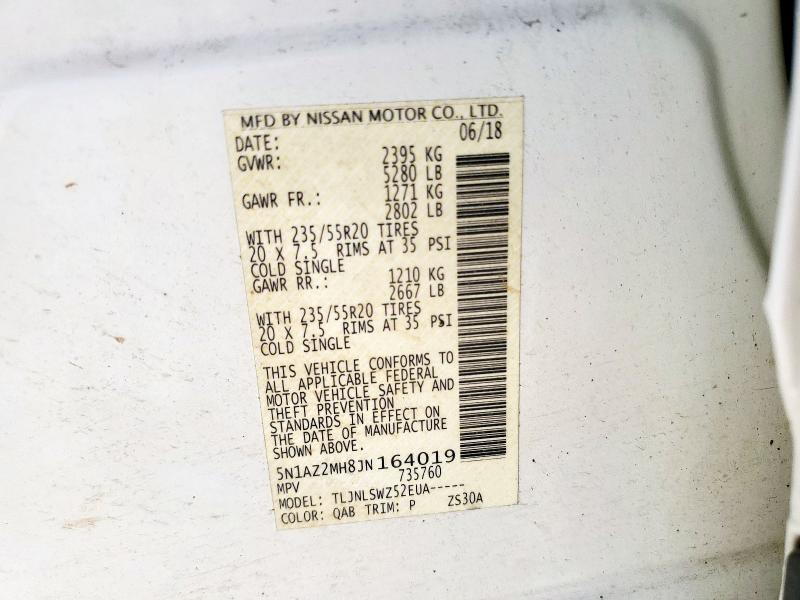 MFD BY NISSAN MOTOR CO., LTD.
DATE: 06/18
GVWR: 2395 KG
5280 LB
GAWR FR.: 1271 KG
2802 LB
WITH 235/55R20 TIRES
20 X 7.5 RIMS AT 35 PSI
COLD SINGLE
GAWR RR.: 1210 KG
2667 LB
WITH 235/55R20 TIRES
20 X 7.5 RIMS AT 35 PSI
COLD SINGLE
THIS VEHICLE CONFORMS TO
ALL APPLICABLE FEDERAL
MOTOR VEHICLE SAFETY AND
THEFT PREVENTION
STANDARDS IN EFFECT ON
THE DATE OF MANUFACTURE
SHOWN ABOVE.
5N1AZ2MH8JN164019
MPV 735760
MODEL: TLJNLSWZ52EUA-----
COLOR: QAB TRIM: P ZS30A